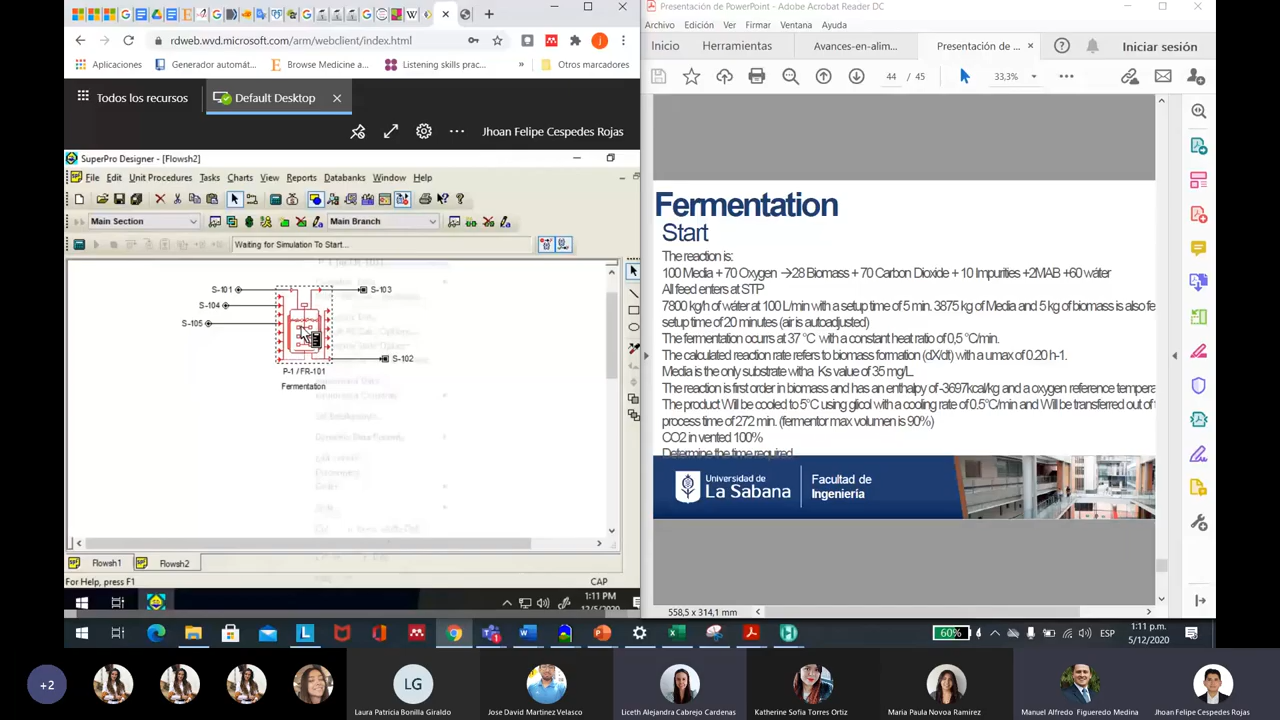 Presentación de PowerPoint - Adobe Acrobat Reader DC
rdweb.wvd.microsoft.com/arm/webclient/index.html
Archivo Edición Ver Firmar Ventana Ayuda
Inicio Herramientas Avances-en-alim... Presentación de ... Iniciar sesión
Aplicaciones Generador automát... Browse Medicine a... Listening skills prac... » Otros marcadores
44 / 45 33,3%
Todos los recursos Default Desktop
Jhoan Felipe Cespedes Rojas
SuperPro Designer - [Flowsh2]
File Edit Unit Procedures Tasks Charts View Reports Databanks Window Help
Main Section Main Branch
Waiting for Simulation To Start...
S-101
S-103
S-104
S-105
S-102
P-1 / FR-101
Fermentation
Flowsh1 Flowsh2
For Help, press F1 CAP
1:11 PM
12/5/2020
Fermentation
Start
The reaction is:
100 Media + 70 Oxygen →28 Biomass + 70 Carbon Dioxide + 10 Impurities +2MAB +60 water
All feed enters at STP
7800 kg/h of water at 100 L/min with a setup time of 5 min. 3875 kg of Media and 5 kg of biomass is also fe
setup time of 20 minutes (air is autoadjusted)
The fermentation ocurrs at 37 °C with a constant heat ratio of 0,5 °C/min.
The calculated reaction rate refers to biomass formation (dX/dt) with a umax of 0.20 h-1.
Media is the only substrate with a Ks value of 35 mg/L.
The reaction is first order in biomass and has an enthalpy of -3697kcal/kg and a oxygen reference tempera
The product Will be cooled to 5°C using glicol with a cooling rate of 0.5°C/min and Will be transferred out of
process time of 272 min. (fermentor max volumen is 90%)
CO2 in vented 100%
Determine the time required
Universidad de
La Sabana
Facultad de
Ingeniería
558,5 x 314,1 mm
60% ESP
1:11 p.m.
5/12/2020
+2
LG
Laura Patricia Bonilla Giraldo
Jose David Martinez Velasco
Liceth Alejandra Cabrejo Cardenas
Katherine Sofia Torres Ortiz
Maria Paula Novoa Ramirez
Manuel Alfredo Figueredo Medina
Jhoan Felipe Cespedes Rojas